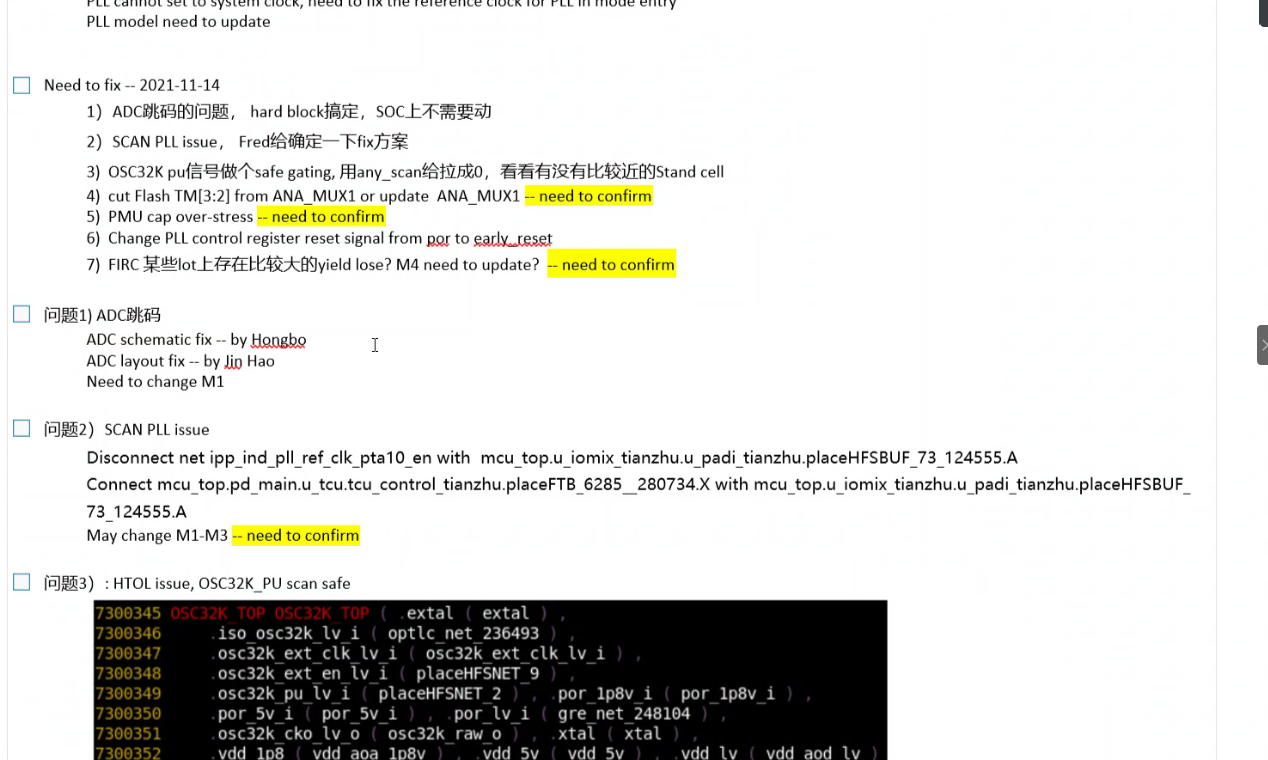 PLL cannot set to system clock, need to fix the reference clock for PLL in mode entry
PLL model need to update
Need to fix -- 2021-11-14
1）ADC跳码的问题， hard block搞定，SOC上不需要动
2）SCAN PLL issue， Fred给确定一下fix方案
3）OSC32K pu信号做个safe gating, 用any_scan给拉成0，看看有没有比较近的Stand cell
4）cut Flash TM[3:2] from ANA_MUX1 or update  ANA_MUX1 -- need to confirm
5）PMU cap over-stress -- need to confirm
6）Change PLL control register reset signal from por to early_reset
7）FIRC 某些lot上存在比较大的yield lose? M4 need to update?  -- need to confirm
问题1) ADC跳码
ADC schematic fix -- by Hongbo
ADC layout fix -- by Jin Hao
Need to change M1
问题2）SCAN PLL issue
Disconnect net ipp_ind_pll_ref_clk_pta10_en with  mcu_top.u_iomix_tianzhu.u_padi_tianzhu.placeHFSBUF_73_124555.A
Connect mcu_top.pd_main.u_tcu.tcu_control_tianzhu.placeFTB_6285__280734.X with mcu_top.u_iomix_tianzhu.u_padi_tianzhu.placeHFSBUF_
73_124555.A
May change M1-M3 -- need to confirm
问题3）: HTOL issue, OSC32K_PU scan safe
7300345 OSC32K_TOP OSC32K_TOP ( .extal ( extal ) ,
7300346 .iso_osc32k_lv_i ( optlc_net_236493 ) ,
7300347 .osc32k_ext_clk_lv_i ( osc32k_ext_clk_lv_i ) ,
7300348 .osc32k_ext_en_lv_i ( placeHFSNET_9 ) ,
7300349 .osc32k_pu_lv_i ( placeHFSNET_2 ) , .por_1p8v_i ( por_1p8v_i ) ,
7300350 .por_5v_i ( por_5v_i ) , .por_lv_i ( gre_net_248104 ) ,
7300351 .osc32k_cko_lv_o ( osc32k_raw_o ) , .xtal ( xtal ) ,
7300352 .vdd_1p8 ( vdd_aoa_1p8v ) , .vdd_5v ( vdd_5v ) , .vdd_lv ( vdd_aod_lv )